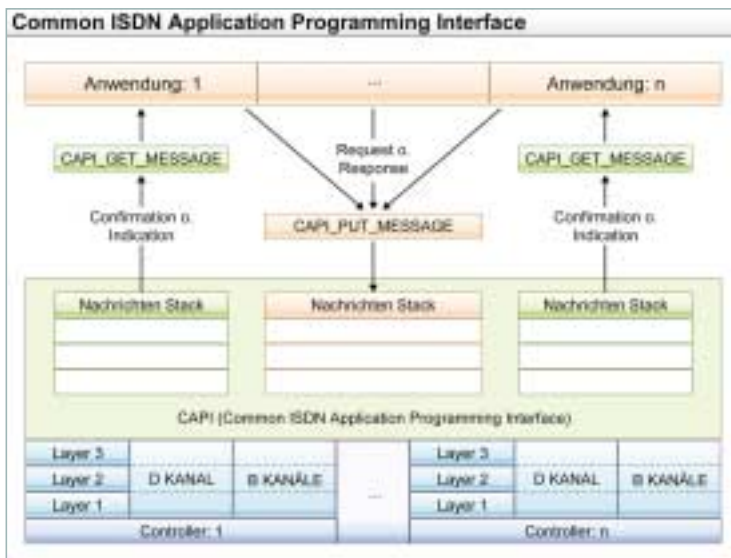 Common ISDN Application Programming Interface
Anwendung: 1
...
Anwendung: n
CAPI_GET_MESSAGE
Request o.
Response
CAPI_GET_MESSAGE
Confirmation o.
Indication
CAPI_PUT_MESSAGE
Confirmation o.
Indication
Nachrichten Stack
Nachrichten Stack
Nachrichten Stack
CAPI (Common ISDN Application Programming Interface)
Layer 3
Layer 2
Layer 1
D KANAL
B KANÄLE
Controller: 1
...
Layer 3
Layer 2
Layer 1
D KANAL
B KANÄLE
Controller: n